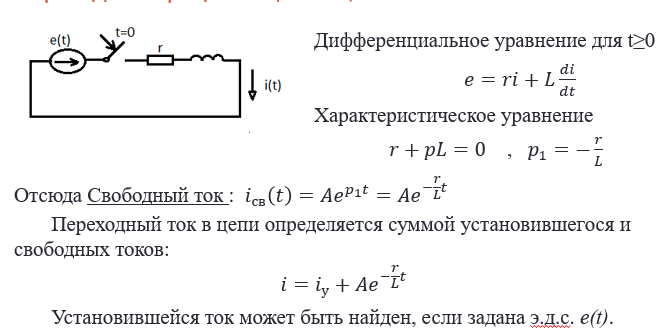 e(t)
t=0
r
i(t)
Дифференциальное уравнение для t≥0
e = ri + L di/dt
Характеристическое уравнение
r + pL = 0 , p₁ = − r/L
Отсюда Свободный ток : iсв(t) = Ae^{p₁t} = Ae^{−r/L t}
Переходный ток в цепи определяется суммой установившегося и
свободных токов:
i = iу + Ae^{−r/L t}
Установившейся ток может быть найден, если задана э.д.с. e(t).